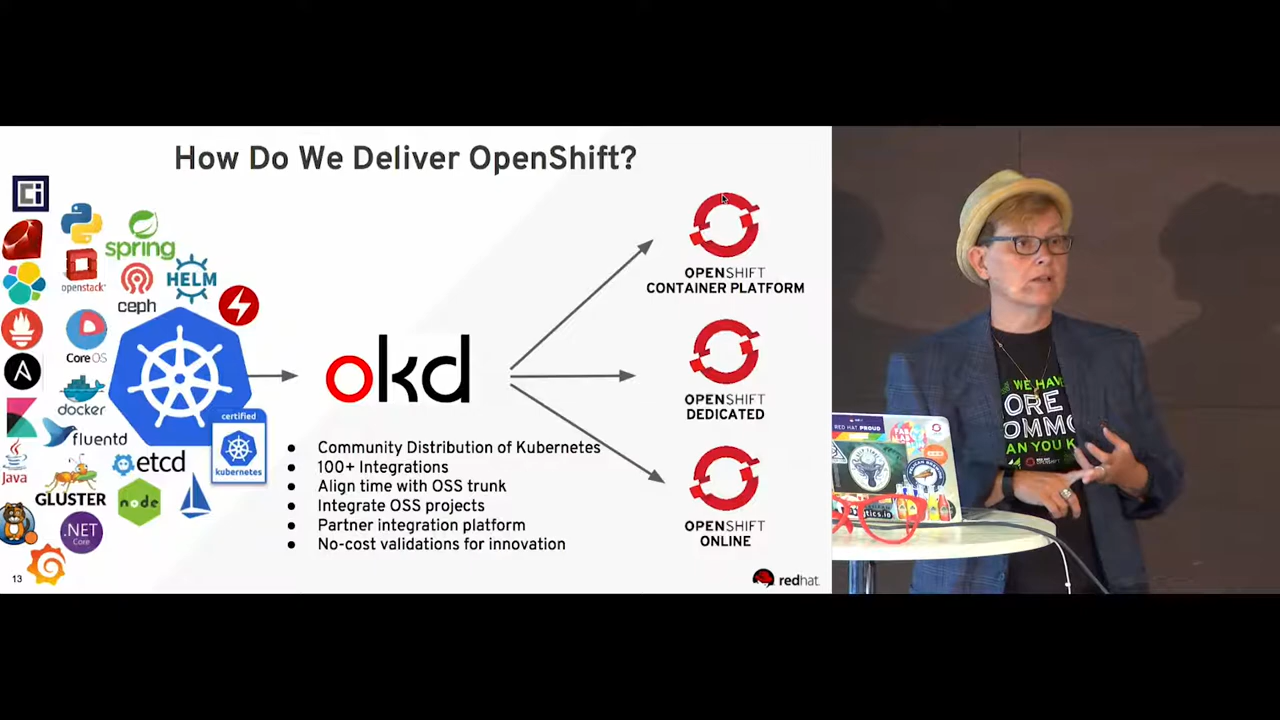 How Do We Deliver OpenShift?
Ci
spring
openstack
ceph
HELM
Core OS
docker
fluentd
certified
kubernetes
Java
etcd
GLUSTER
node
.NET
Core
13
okd
● Community Distribution of Kubernetes
● 100+ Integrations
● Align time with OSS trunk
● Integrate OSS projects
● Partner integration platform
● No-cost validations for innovation
OPENSHIFT
CONTAINER PLATFORM
OPENSHIFT
DEDICATED
OPENSHIFT
ONLINE
redhat
WE HAVE
ORE
OMMO
AN YOU K
OPENSHIFT
RED HAT PROUD